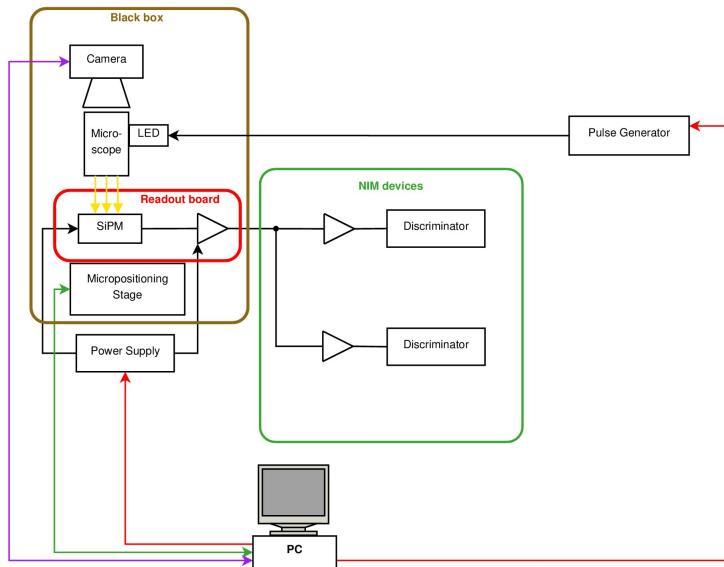 Black box
Camera
Micro-
scope
LED
Pulse Generator
NIM devices
Readout board
SiPM
Discriminator
Micropositioning
Stage
Power Supply
Discriminator
PC